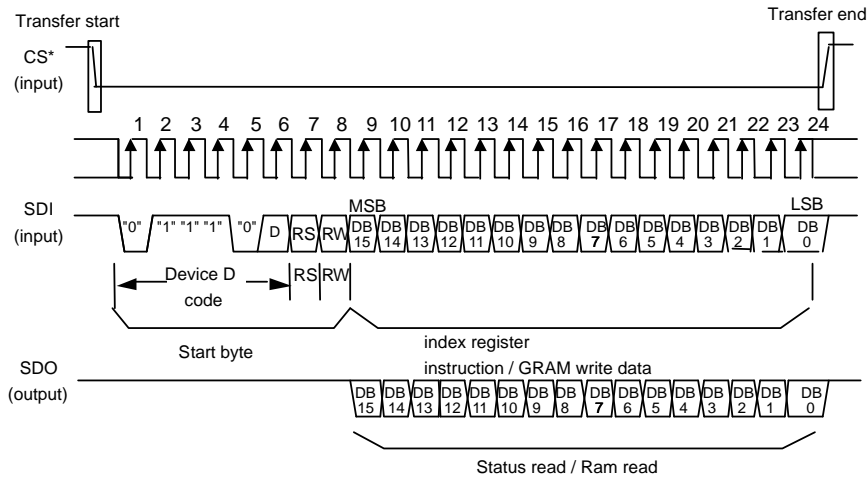 Transfer start
Transfer end
CS*
(input)
1 2 3 4 5 6 7 8 9 10 11 12 13 14 15 16 17 18 19 20 21 22 23 24
SDI
(input)
MSB
LSB
"0" "1" "1" "1" "0" D RS RW DB 15 DB 14 DB 13 DB 12 DB 11 DB 10 DB 9 DB 8 DB 7 DB 6 DB 5 DB 4 DB 3 DB 2 DB 1 DB 0
Device D RS RW
code
Start byte
index register
instruction / GRAM write data
SDO
(output)
DB 15 DB 14 DB 13 DB 12 DB 11 DB 10 DB 9 DB 8 DB 7 DB 6 DB 5 DB 4 DB 3 DB 2 DB 1 DB 0
Status read / Ram read